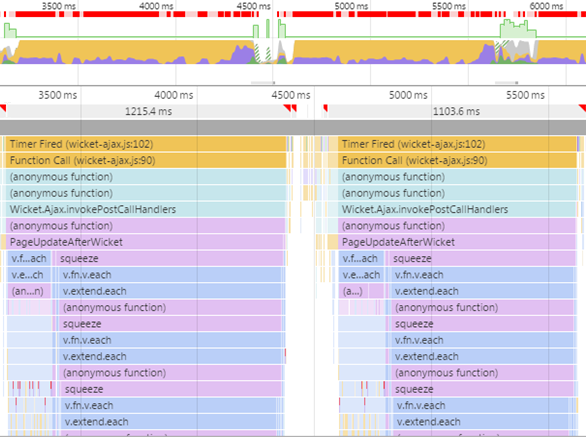 3500 ms 4000 ms 4500 ms 5000 ms 5500 ms 6000 ms
3500 ms 4000 ms 4500 ms 5000 ms 5500 ms
1215.4 ms 1103.6 ms
Timer Fired (wicket-ajax.js:102) Timer Fired (wicket-ajax.js:102)
Function Call (wicket-ajax.js:90) Function Call (wicket-ajax.js:90)
(anonymous function) (anonymous function)
(anonymous function) (anonymous function)
Wicket.Ajax.invokePostCallHandlers Wicket.Ajax.invokePostCallHandlers
(anonymous function) (anonymous function)
PageUpdateAfterWicket PageUpdateAfterWicket
v.f...ach squeeze v.f...ach squeeze
v.e...ch v.fn.v.each v.e...ch v.fn.v.each
(an...n) v.extend.each (a...) v.extend.each
(anonymous function) (anonymous function)
squeeze squeeze
v.fn.v.each v.fn.v.each
v.extend.each v.extend.each
(anonymous function) (anonymous function)
squeeze squeeze
v.fn.v.each v.fn.v.each
v.extend.each v.extend.each